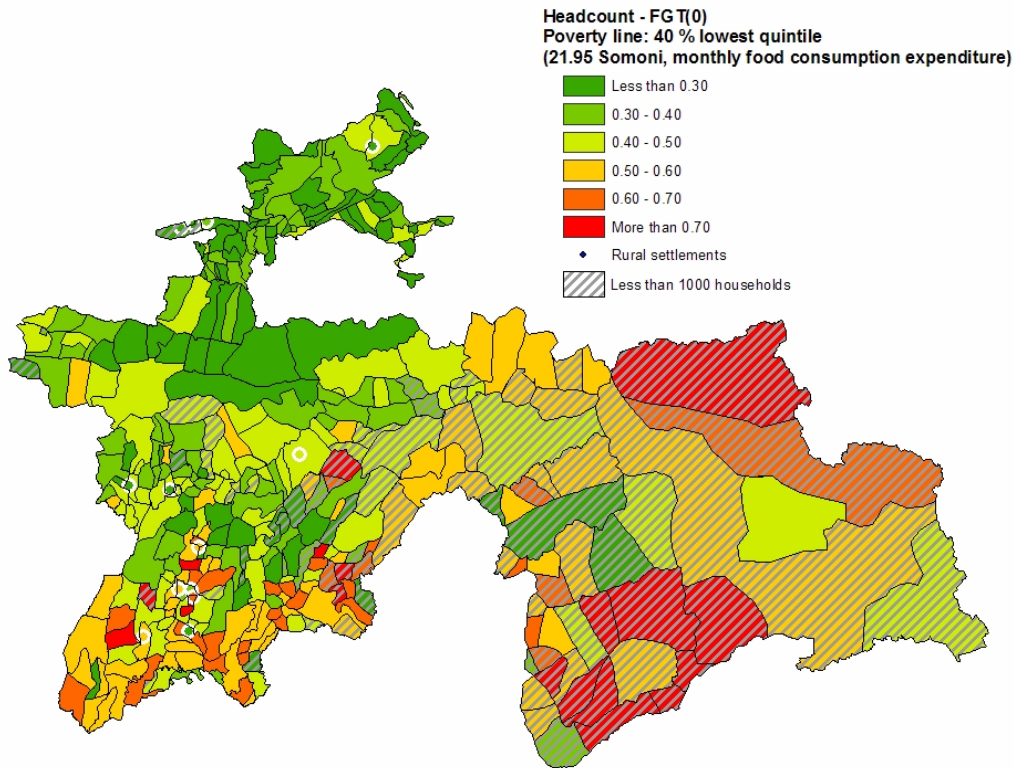 Headcount - FGT(0)
Poverty line: 40 % lowest quintile
(21.95 Somoni, monthly food consumption expenditure)
Less than 0.30
0.30 - 0.40
0.40 - 0.50
0.50 - 0.60
0.60 - 0.70
More than 0.70
Rural settlements
Less than 1000 households